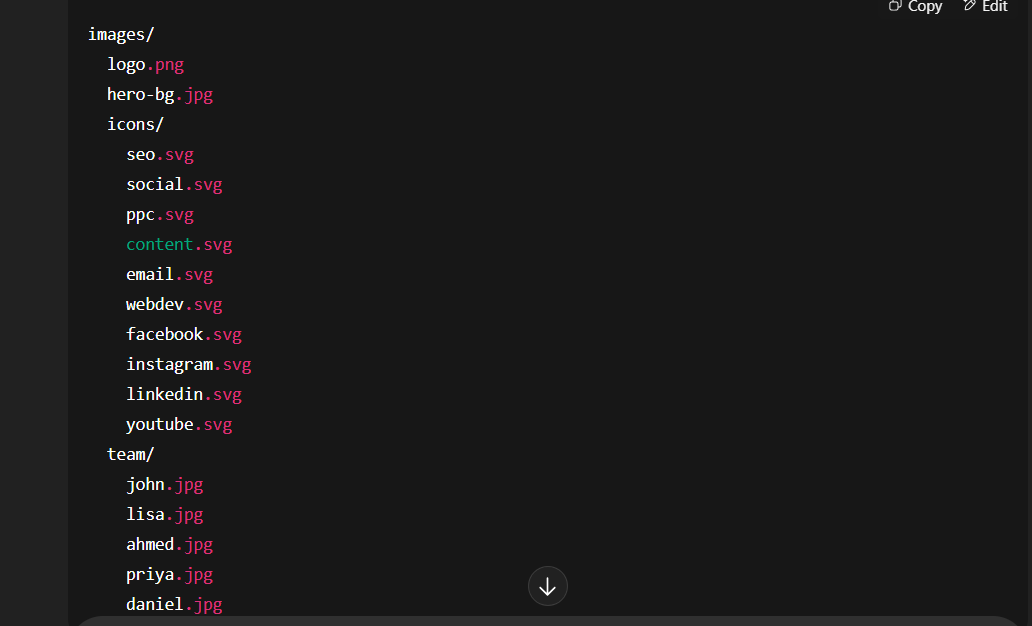 Copy Edit
images/
logo.png
hero-bg.jpg
icons/
seo.svg
social.svg
ppc.svg
content.svg
email.svg
webdev.svg
facebook.svg
instagram.svg
linkedin.svg
youtube.svg
team/
john.jpg
lisa.jpg
ahmed.jpg
priya.jpg
daniel.jpg